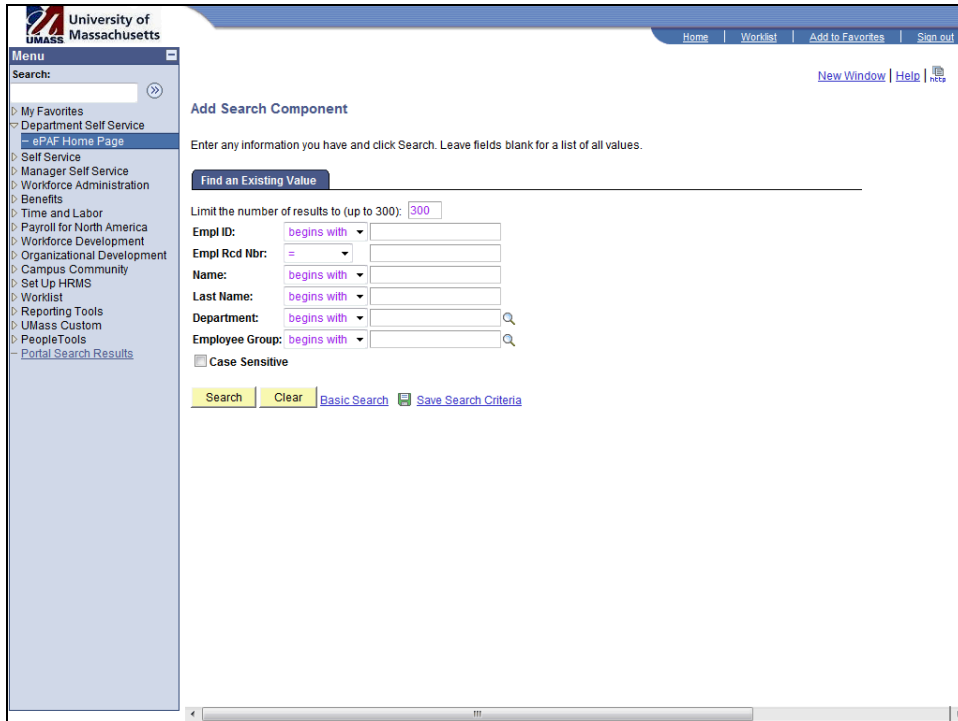 University of
UMASS Massachusetts
Home | Worklist | Add to Favorites | Sign out
Menu
Search:
New Window | Help | http
My Favorites
Department Self Service
– ePAF Home Page
Self Service
Manager Self Service
Workforce Administration
Benefits
Time and Labor
Payroll for North America
Workforce Development
Organizational Development
Campus Community
Set Up HRMS
Worklist
Reporting Tools
UMass Custom
PeopleTools
– Portal Search Results
Add Search Component
Enter any information you have and click Search. Leave fields blank for a list of all values.
Find an Existing Value
Limit the number of results to (up to 300): 300
Empl ID: begins with
Empl Rcd Nbr: =
Name: begins with
Last Name: begins with
Department: begins with
Employee Group: begins with
Case Sensitive
Search Clear Basic Search Save Search Criteria